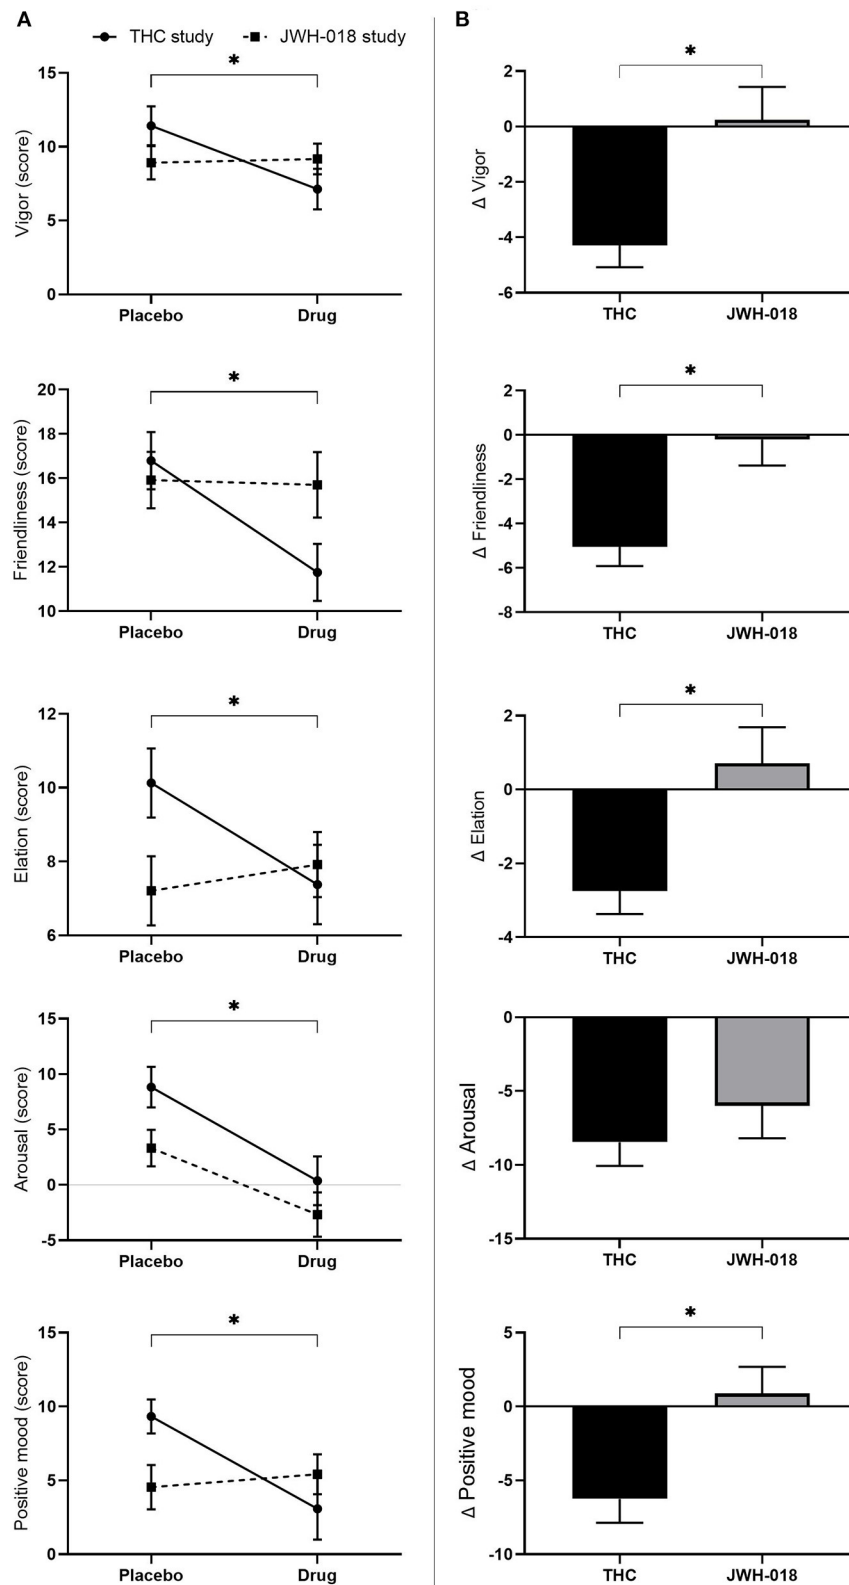 A
THC study JWH-018 study
*
15
10
5
0
Vigor (score)
Placebo Drug
*
20
18
16
14
12
10
Friendliness (score)
Placebo Drug
*
12
10
8
6
Elation (score)
Placebo Drug
*
15
10
5
0
-5
Arousal (score)
Placebo Drug
*
15
10
5
0
Positive mood (score)
Placebo Drug
B
*
2
0
-2
-4
-6
Δ Vigor
THC JWH-018
*
2
0
-2
-4
-6
-8
Δ Friendliness
THC JWH-018
*
2
0
-2
-4
Δ Elation
THC JWH-018
0
-5
-10
-15
Δ Arousal
THC JWH-018
*
5
0
-5
-10
Δ Positive mood
THC JWH-018